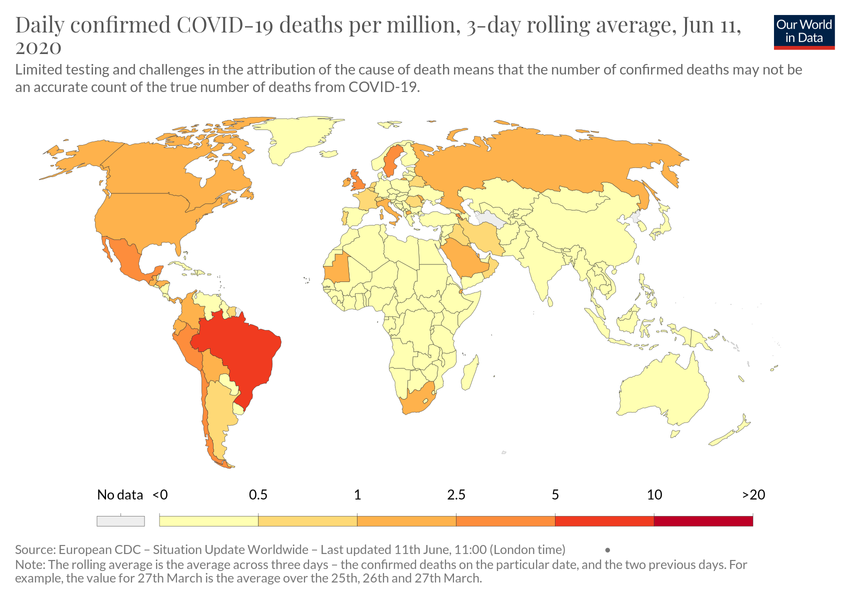 Daily confirmed COVID-19 deaths per million, 3-day rolling average, Jun 11,
2020
Our World
in Data
Limited testing and challenges in the attribution of the cause of death means that the number of confirmed deaths may not be
an accurate count of the true number of deaths from COVID-19.
No data <0 0.5 1 2.5 5 10 >20
Source: European CDC – Situation Update Worldwide – Last updated 11th June, 11:00 (London time)
Note: The rolling average is the average across three days – the confirmed deaths on the particular date, and the two previous days. For
example, the value for 27th March is the average over the 25th, 26th and 27th March.